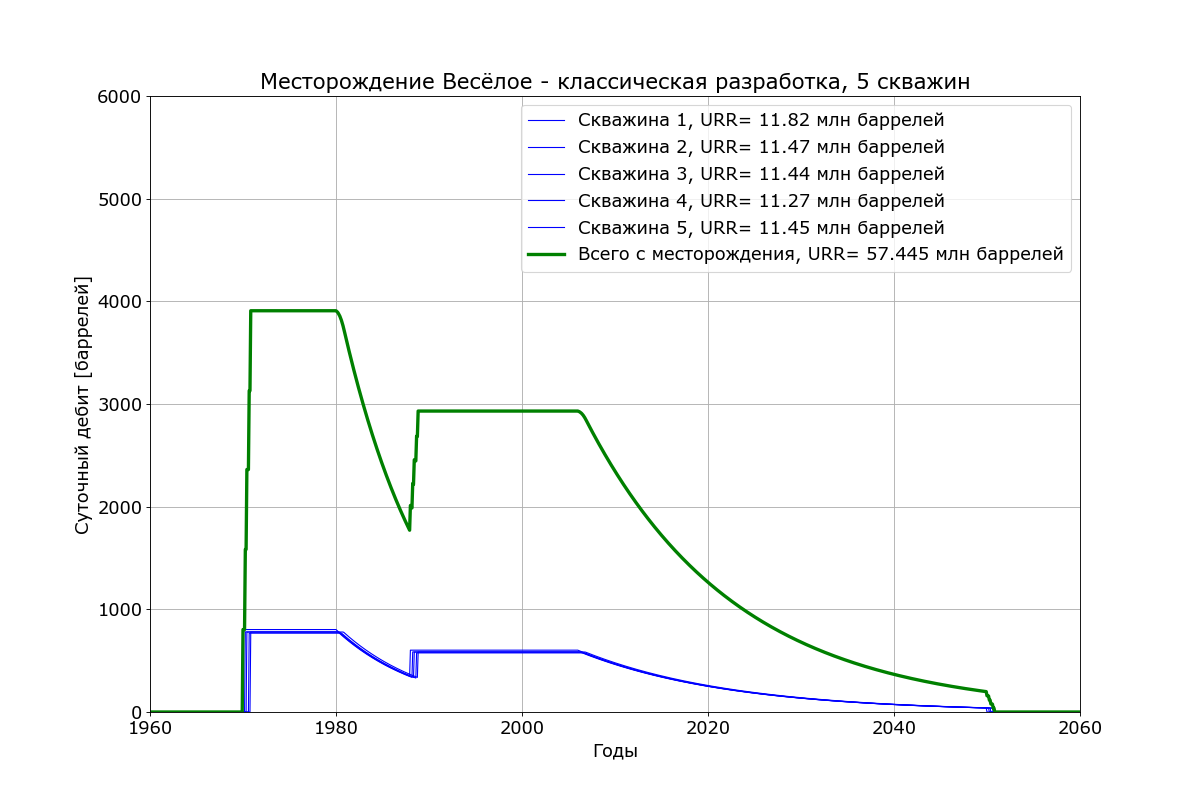 Месторождение Весёлое - классическая разработка, 5 скважин
6000
5000
4000
3000
2000
1000
0
Суточный дебит [баррелей]
Скважина 1, URR= 11.82 млн баррелей
Скважина 2, URR= 11.47 млн баррелей
Скважина 3, URR= 11.44 млн баррелей
Скважина 4, URR= 11.27 млн баррелей
Скважина 5, URR= 11.45 млн баррелей
Всего с месторождения, URR= 57.445 млн баррелей
1960 1980 2000 2020 2040 2060
Годы